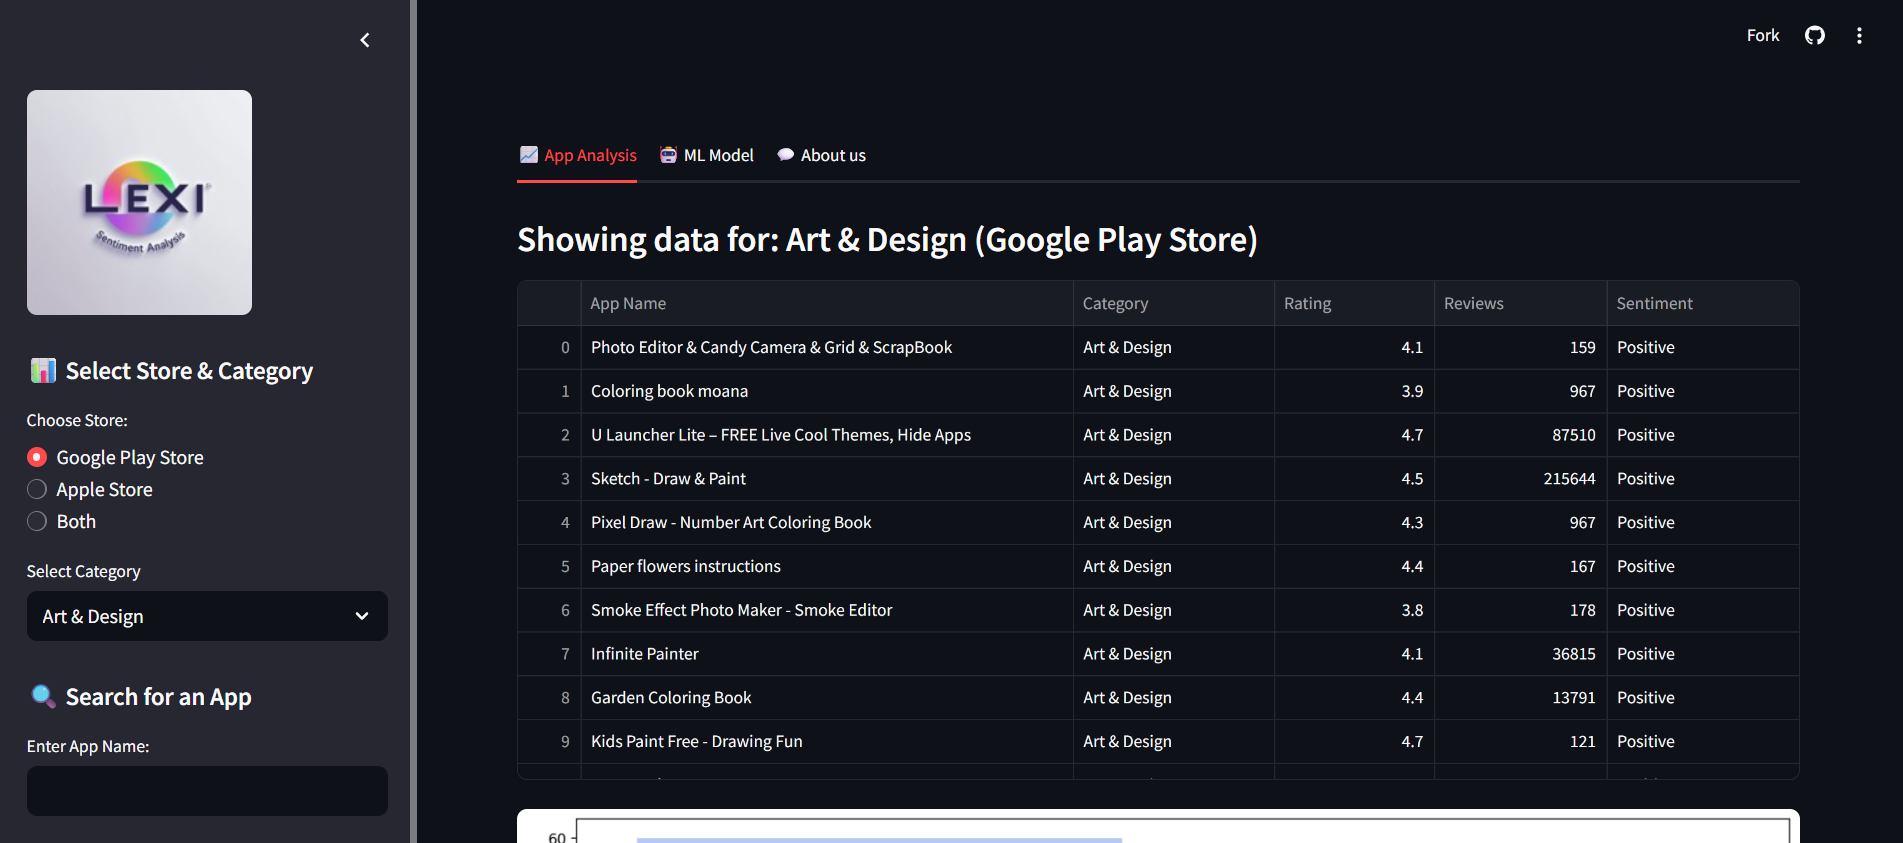 LEXI
Sentiment Analysis
Select Store & Category
Choose Store:
Google Play Store
Apple Store
Both
Select Category
Art & Design
Search for an App
Enter App Name:
Fork
App Analysis ML Model About us
Showing data for: Art & Design (Google Play Store)
App Name Category Rating Reviews Sentiment
0 Photo Editor & Candy Camera & Grid & ScrapBook Art & Design 4.1 159 Positive
1 Coloring book moana Art & Design 3.9 967 Positive
2 U Launcher Lite – FREE Live Cool Themes, Hide Apps Art & Design 4.7 87510 Positive
3 Sketch - Draw & Paint Art & Design 4.5 215644 Positive
4 Pixel Draw - Number Art Coloring Book Art & Design 4.3 967 Positive
5 Paper flowers instructions Art & Design 4.4 167 Positive
6 Smoke Effect Photo Maker - Smoke Editor Art & Design 3.8 178 Positive
7 Infinite Painter Art & Design 4.1 36815 Positive
8 Garden Coloring Book Art & Design 4.4 13791 Positive
9 Kids Paint Free - Drawing Fun Art & Design 4.7 121 Positive
60